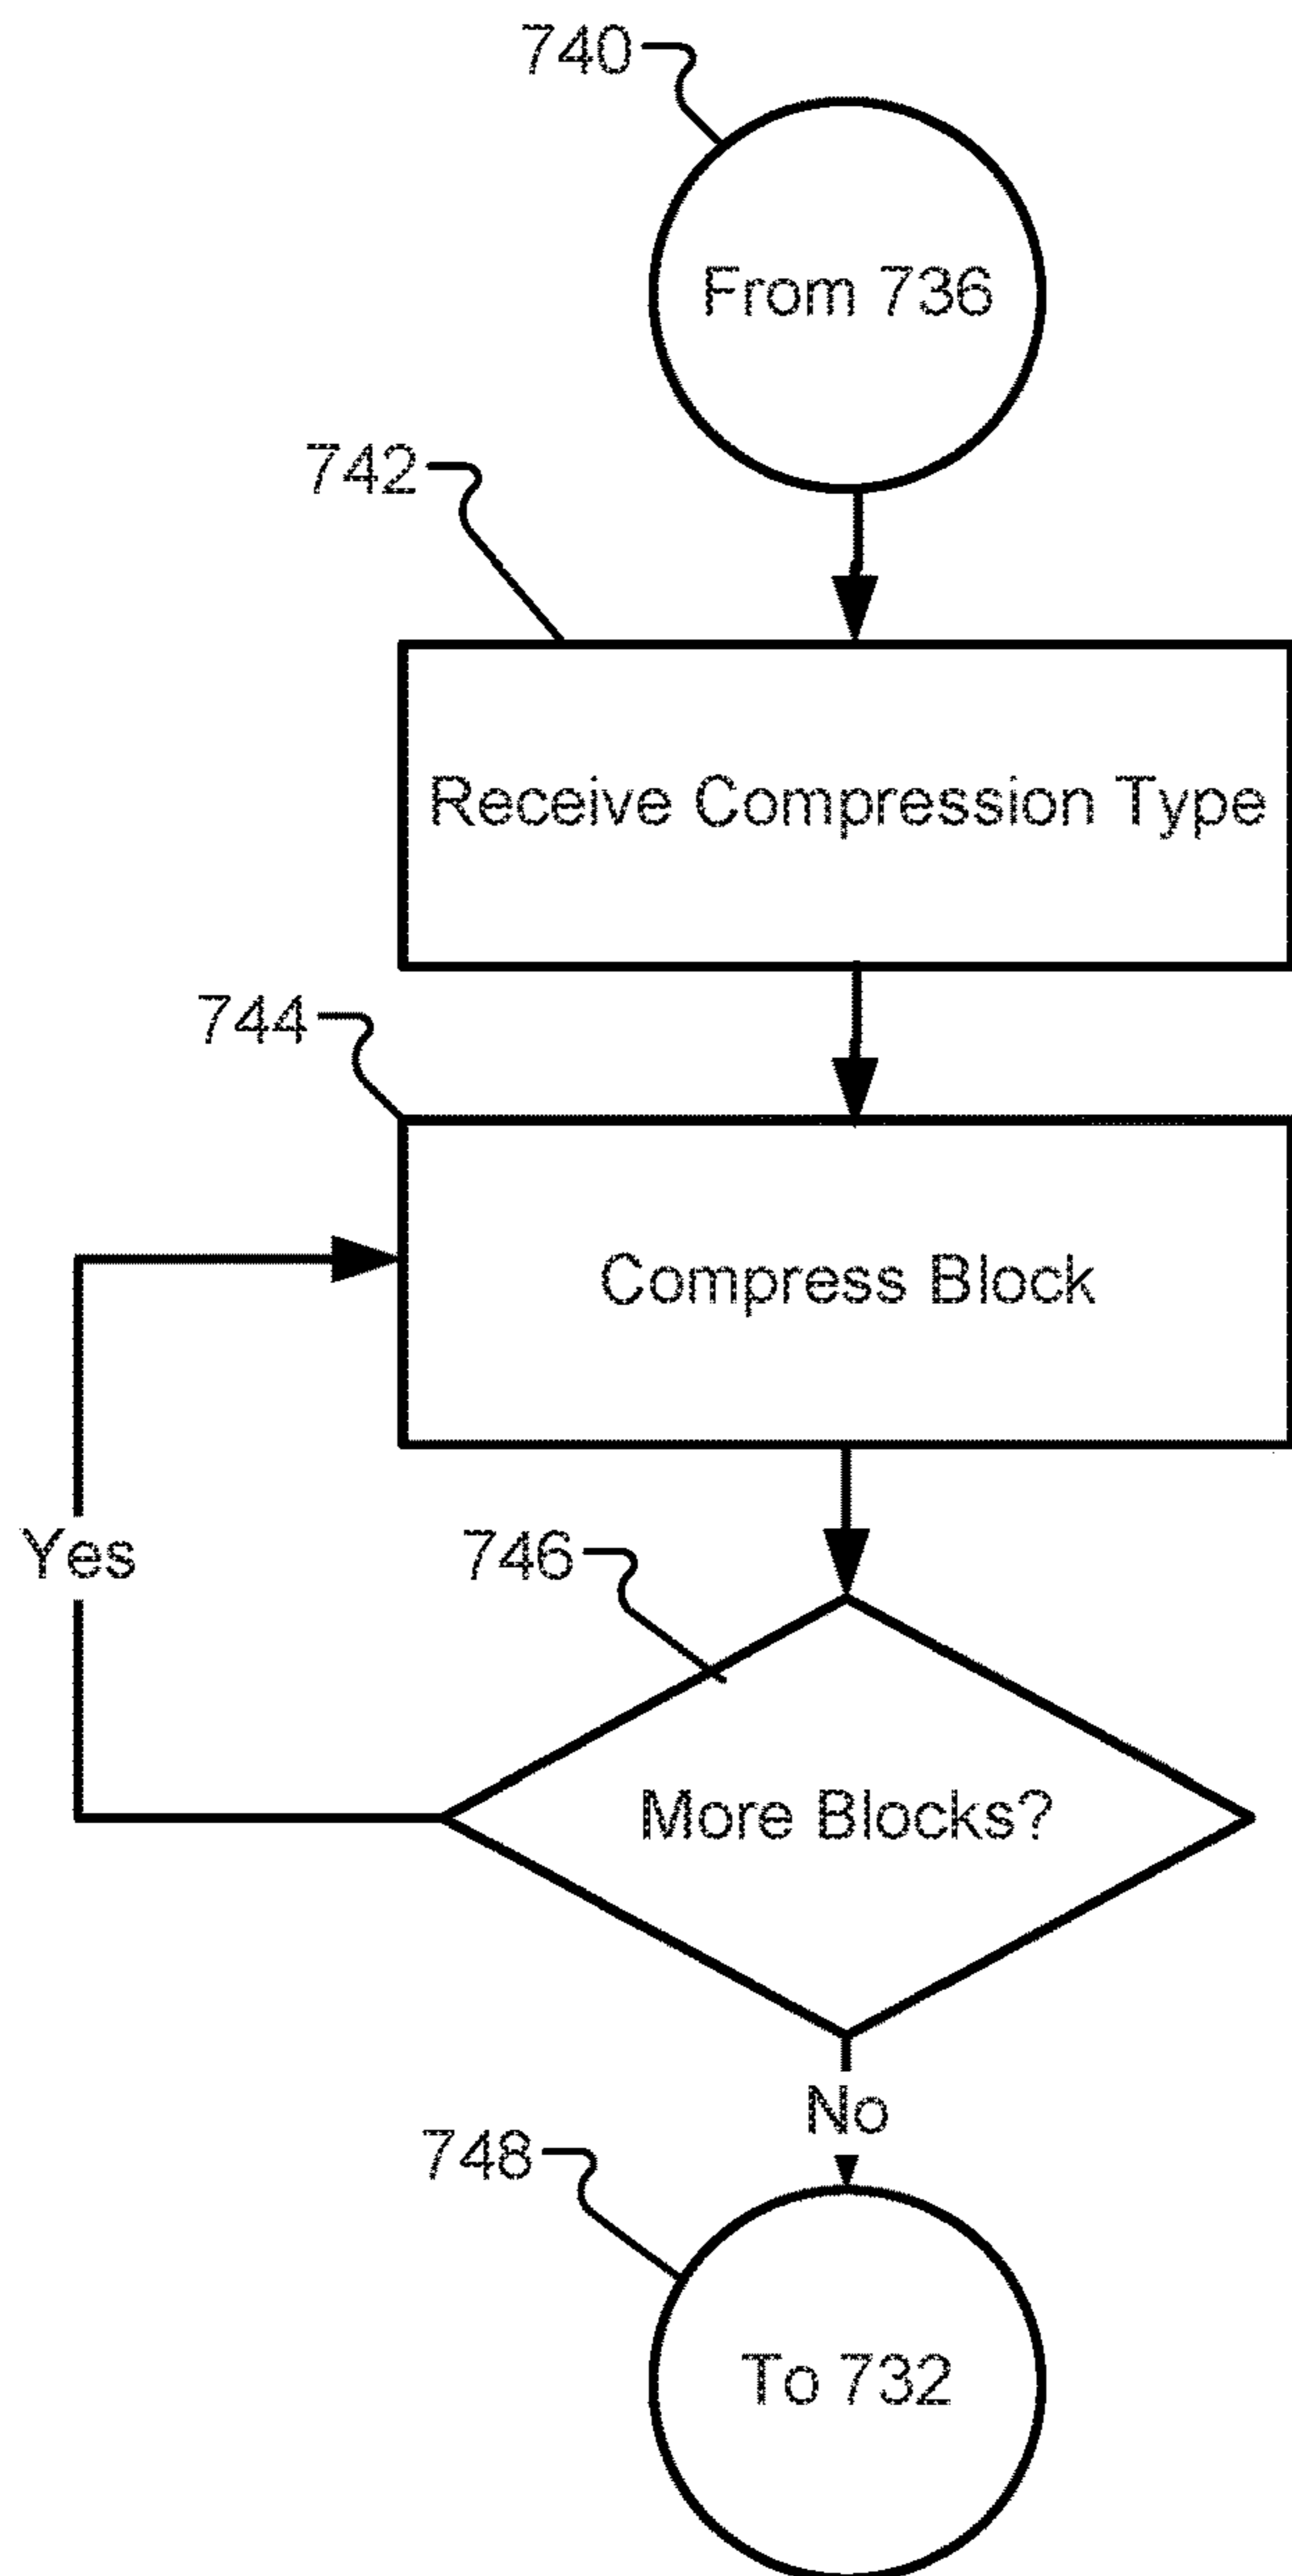 740
From 736
742
Receive Compression Type
744
Compress Block
Yes
746
More Blocks?
No
748
To 732